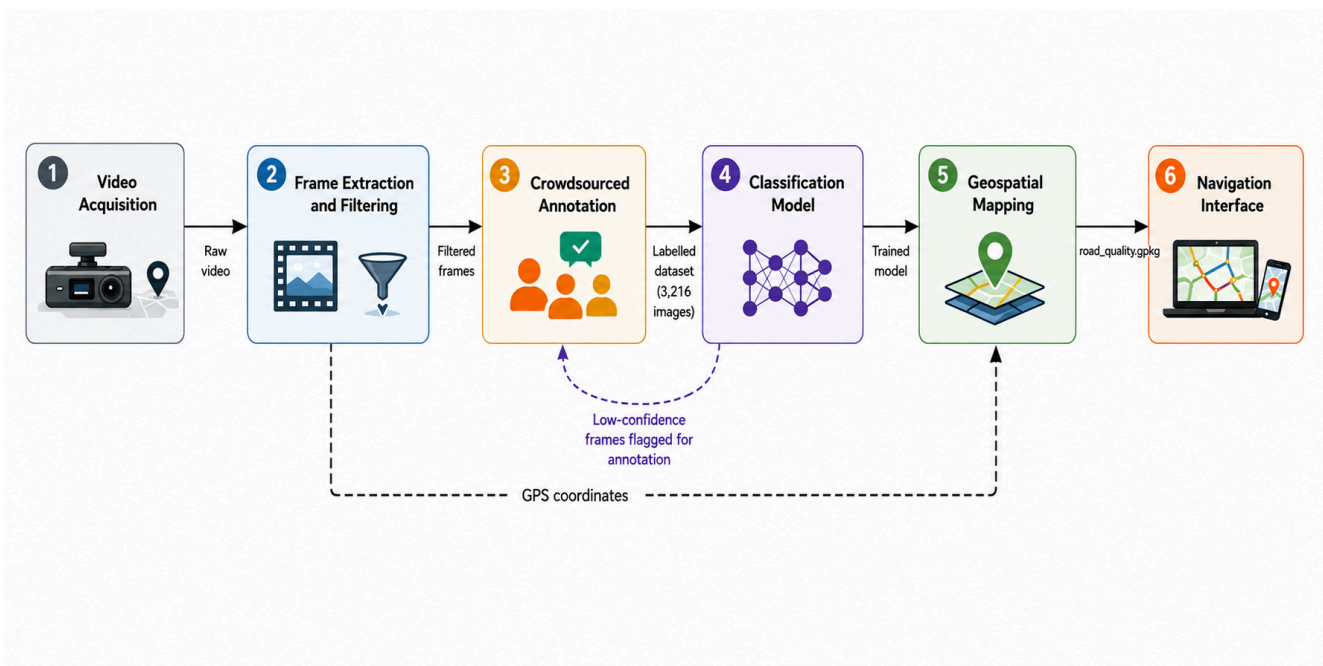 1
Video
Acquisition
Raw
video
2
Frame Extraction
and Filtering
Filtered
frames
3
Crowdsourced
Annotation
Labelled
dataset
(3,216
images)
4
Classification
Model
Trained
model
5
Geospatial
Mapping
road_quality.gpkg
6
Navigation
Interface
Low-confidence
frames flagged for
annotation
GPS coordinates